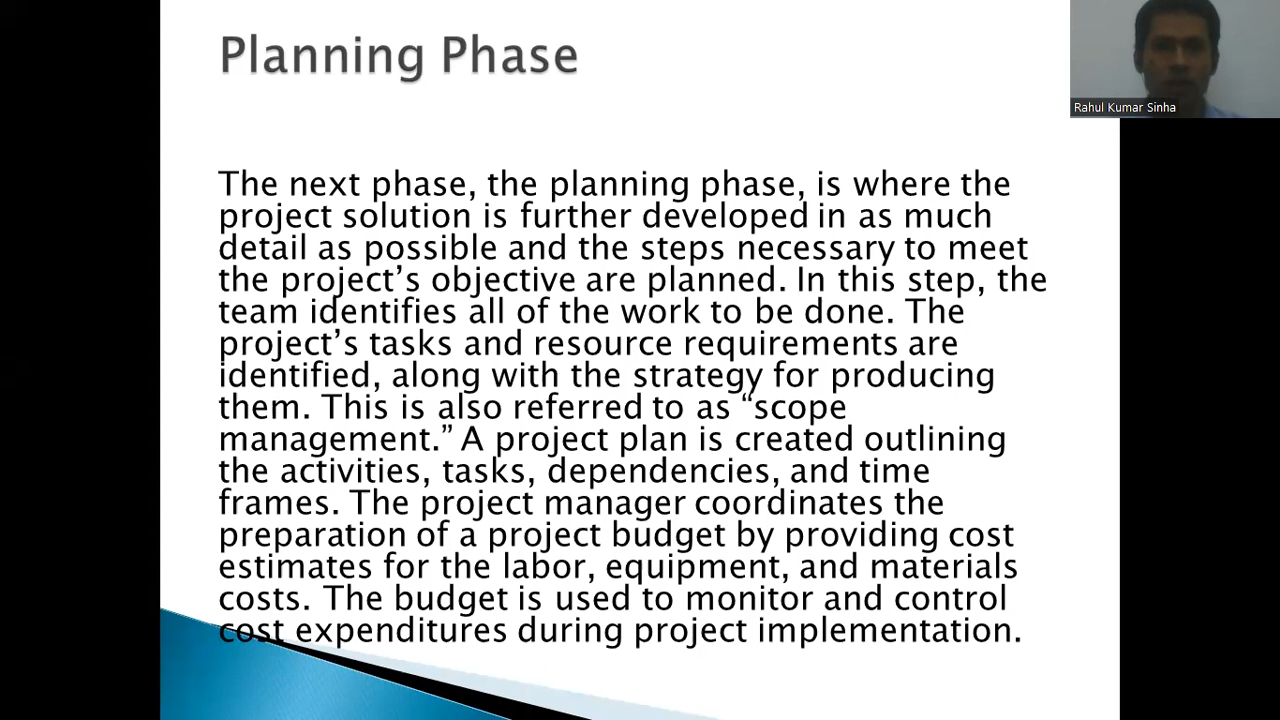 Planning Phase
Rahul Kumar Sinha
The next phase, the planning phase, is where the
project solution is further developed in as much
detail as possible and the steps necessary to meet
the project’s objective are planned. In this step, the
team identifies all of the work to be done. The
project’s tasks and resource requirements are
identified, along with the strategy for producing
them. This is also referred to as “scope
management.” A project plan is created outlining
the activities, tasks, dependencies, and time
frames. The project manager coordinates the
preparation of a project budget by providing cost
estimates for the labor, equipment, and materials
costs. The budget is used to monitor and control
cost expenditures during project implementation.